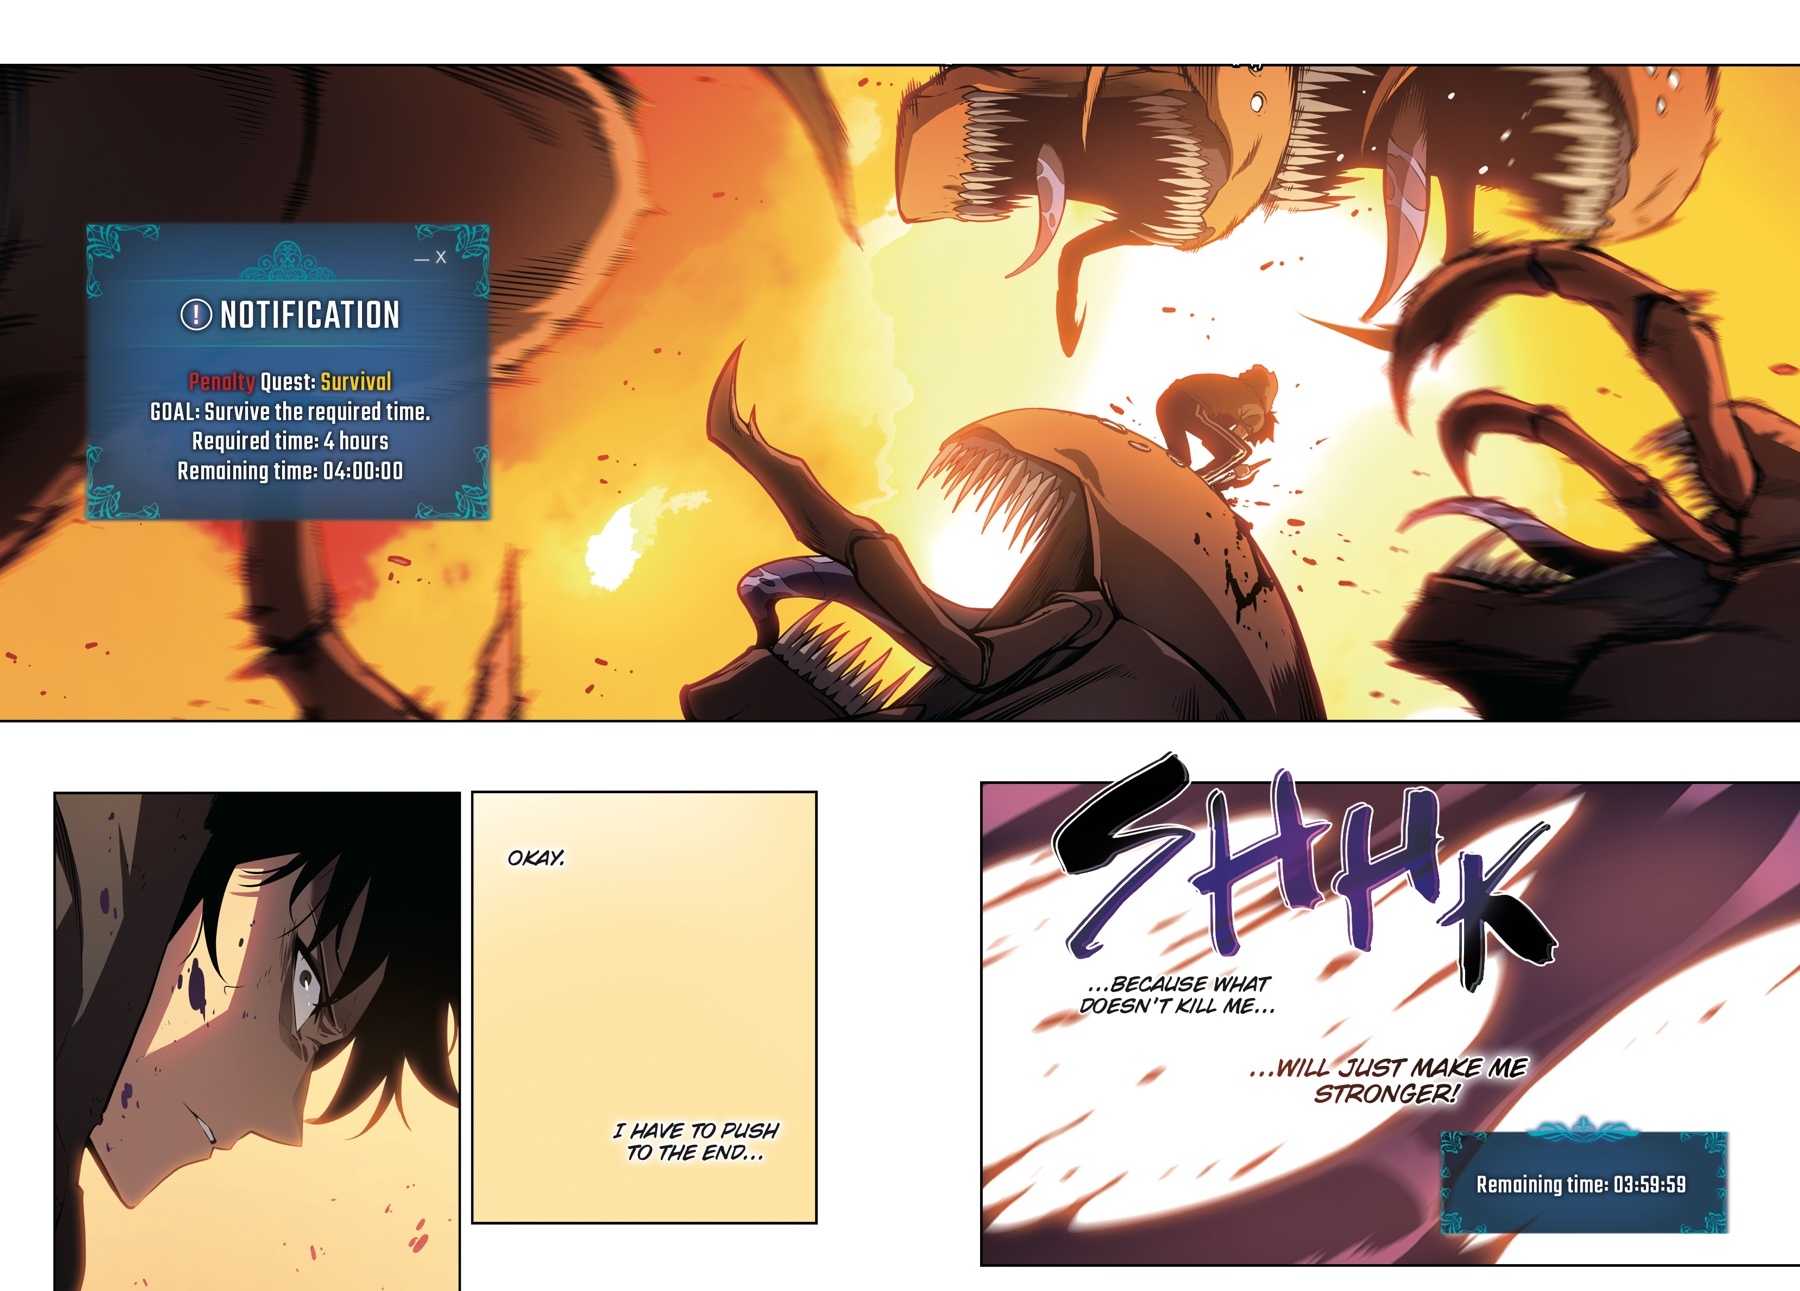 — X
! NOTIFICATION
Penalty Quest: Survival
GOAL: Survive the required time.
Required time: 4 hours
Remaining time: 04:00:00
OKAY.
I HAVE TO PUSH
TO THE END...
SHHK
...BECAUSE WHAT
DOESN'T KILL ME...
...WILL JUST MAKE ME
STRONGER!
Remaining time: 03:59:59